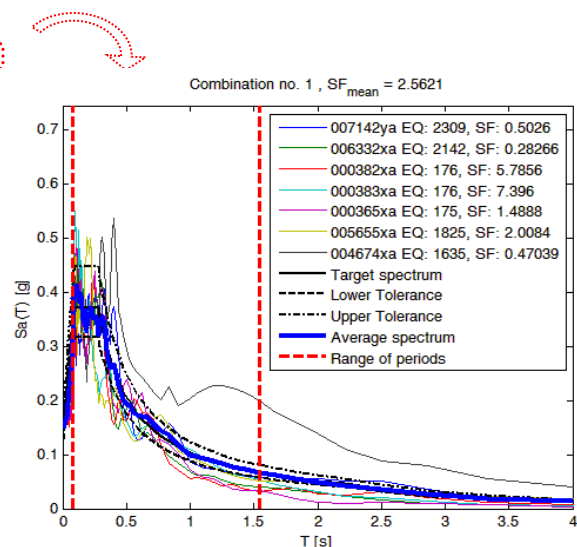 Combination no. 1 , SFmean = 2.5621
0.7
0.6
0.5
0.4
0.3
0.2
0.1
0
Sa(T) [g]
007142ya EQ: 2309, SF: 0.5026
006332xa EQ: 2142, SF: 0.28266
000382xa EQ: 176, SF: 5.7856
000383xa EQ: 176, SF: 7.396
000365xa EQ: 175, SF: 1.4888
005655xa EQ: 1825, SF: 2.0084
004674xa EQ: 1635, SF: 0.47039
Target spectrum
Lower Tolerance
Upper Tolerance
Average spectrum
Range of periods
0 0.5 1 1.5 2 2.5 3 3.5 4
T [s]